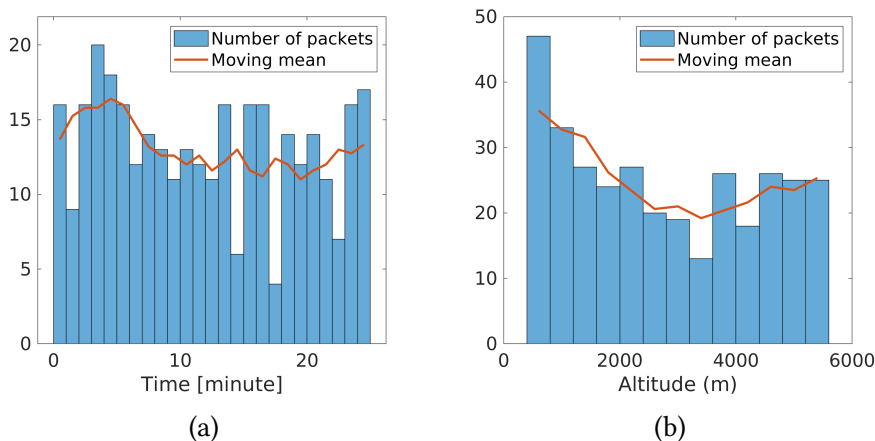 Number of packets
Moving mean
20
15
10
5
0
0 10 20
Time [minute]
(a)
Number of packets
Moving mean
50
40
30
20
10
0
0 2000 4000 6000
Altitude (m)
(b)